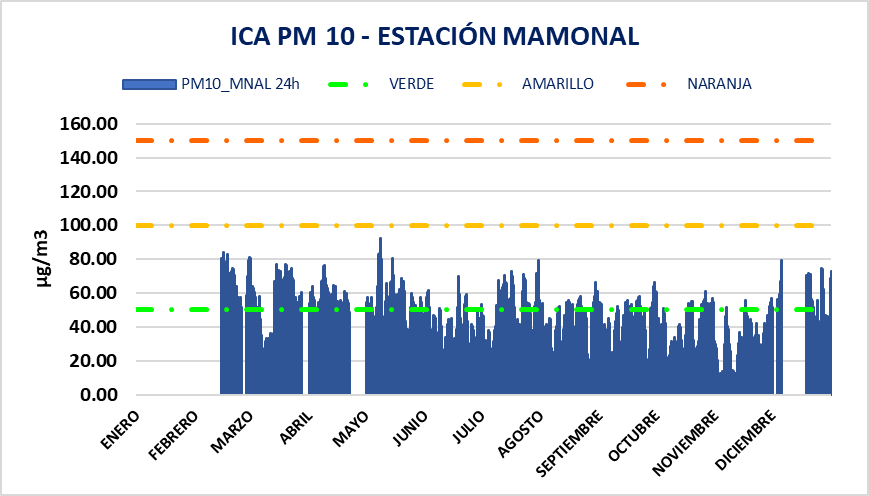 ICA PM 10 - ESTACIÓN MAMONAL
PM10_MNAL 24h VERDE AMARILLO NARANJA
µg/m3
160.00
140.00
120.00
100.00
80.00
60.00
40.00
20.00
0.00
ENERO
FEBRERO
MARZO
ABRIL
MAYO
JUNIO
JULIO
AGOSTO
SEPTIEMBRE
OCTUBRE
NOVIEMBRE
DICIEMBRE